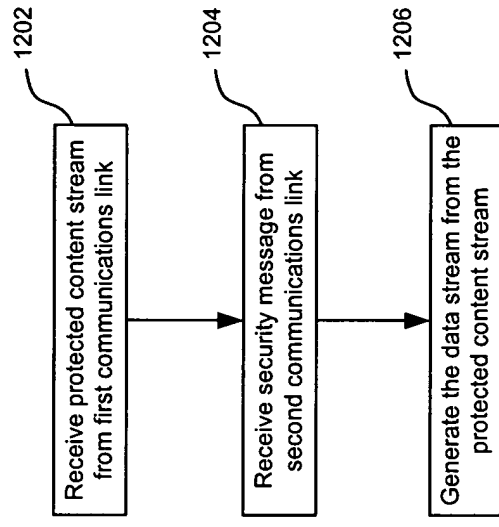 1202
Receive protected content stream
from first communications link
1204
Receive security message from
second communications link
1206
Generate the data stream from the
protected content stream